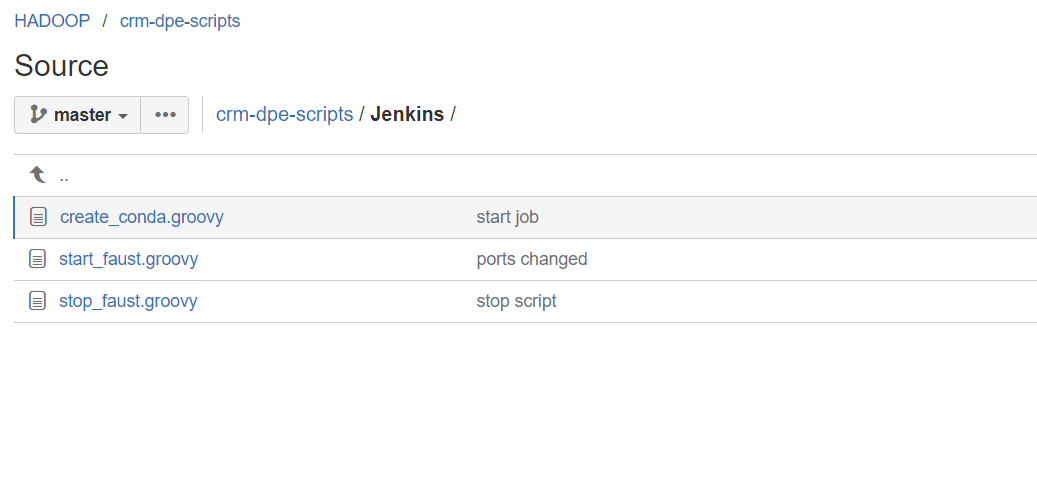 HADOOP / crm-dpe-scripts
Source
master ••• crm-dpe-scripts / Jenkins /
..
create_conda.groovy start job
start_faust.groovy ports changed
stop_faust.groovy stop script